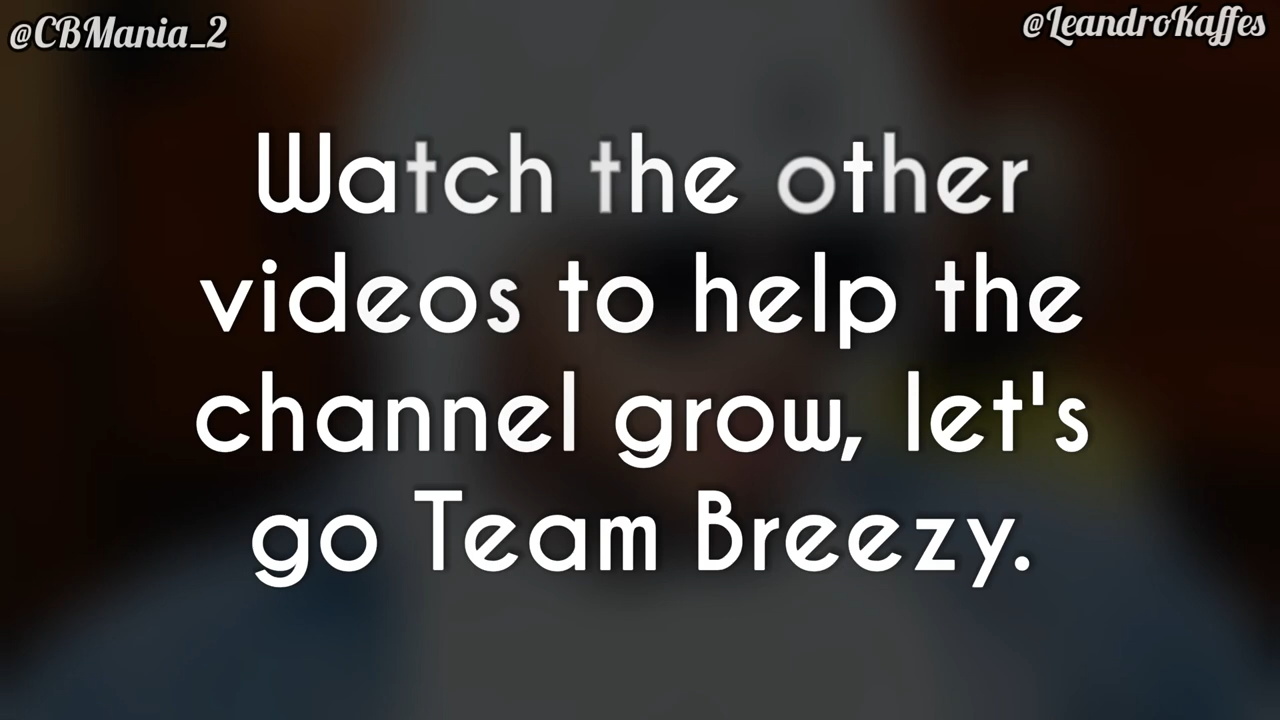 @CBMania_2
@LeandroKaffes
Watch the other
videos to help the
channel grow, let's
go Team Breezy.